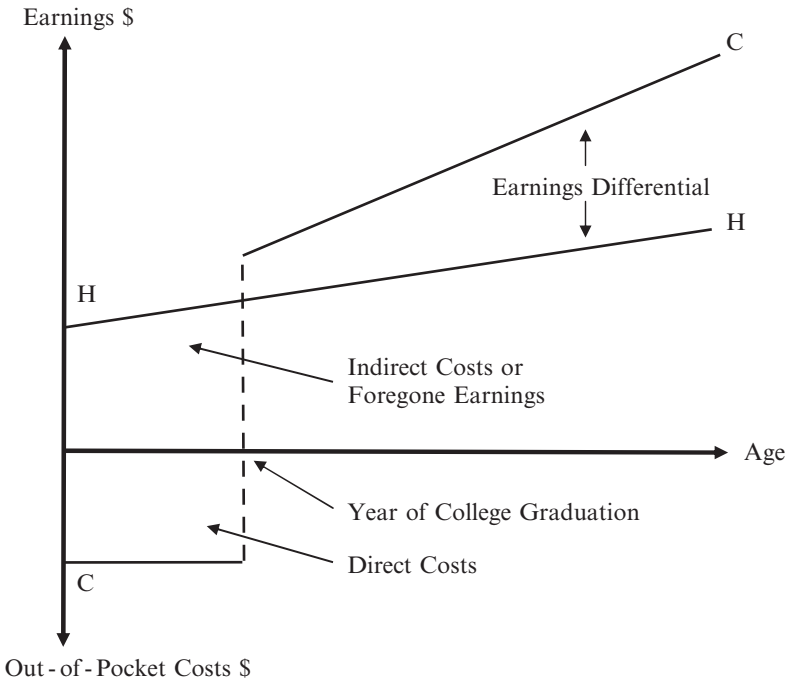 Earnings $
C
Earnings Differential
H
H
Indirect Costs or
Foregone Earnings
Age
Year of College Graduation
Direct Costs
C
Out-of-Pocket Costs $